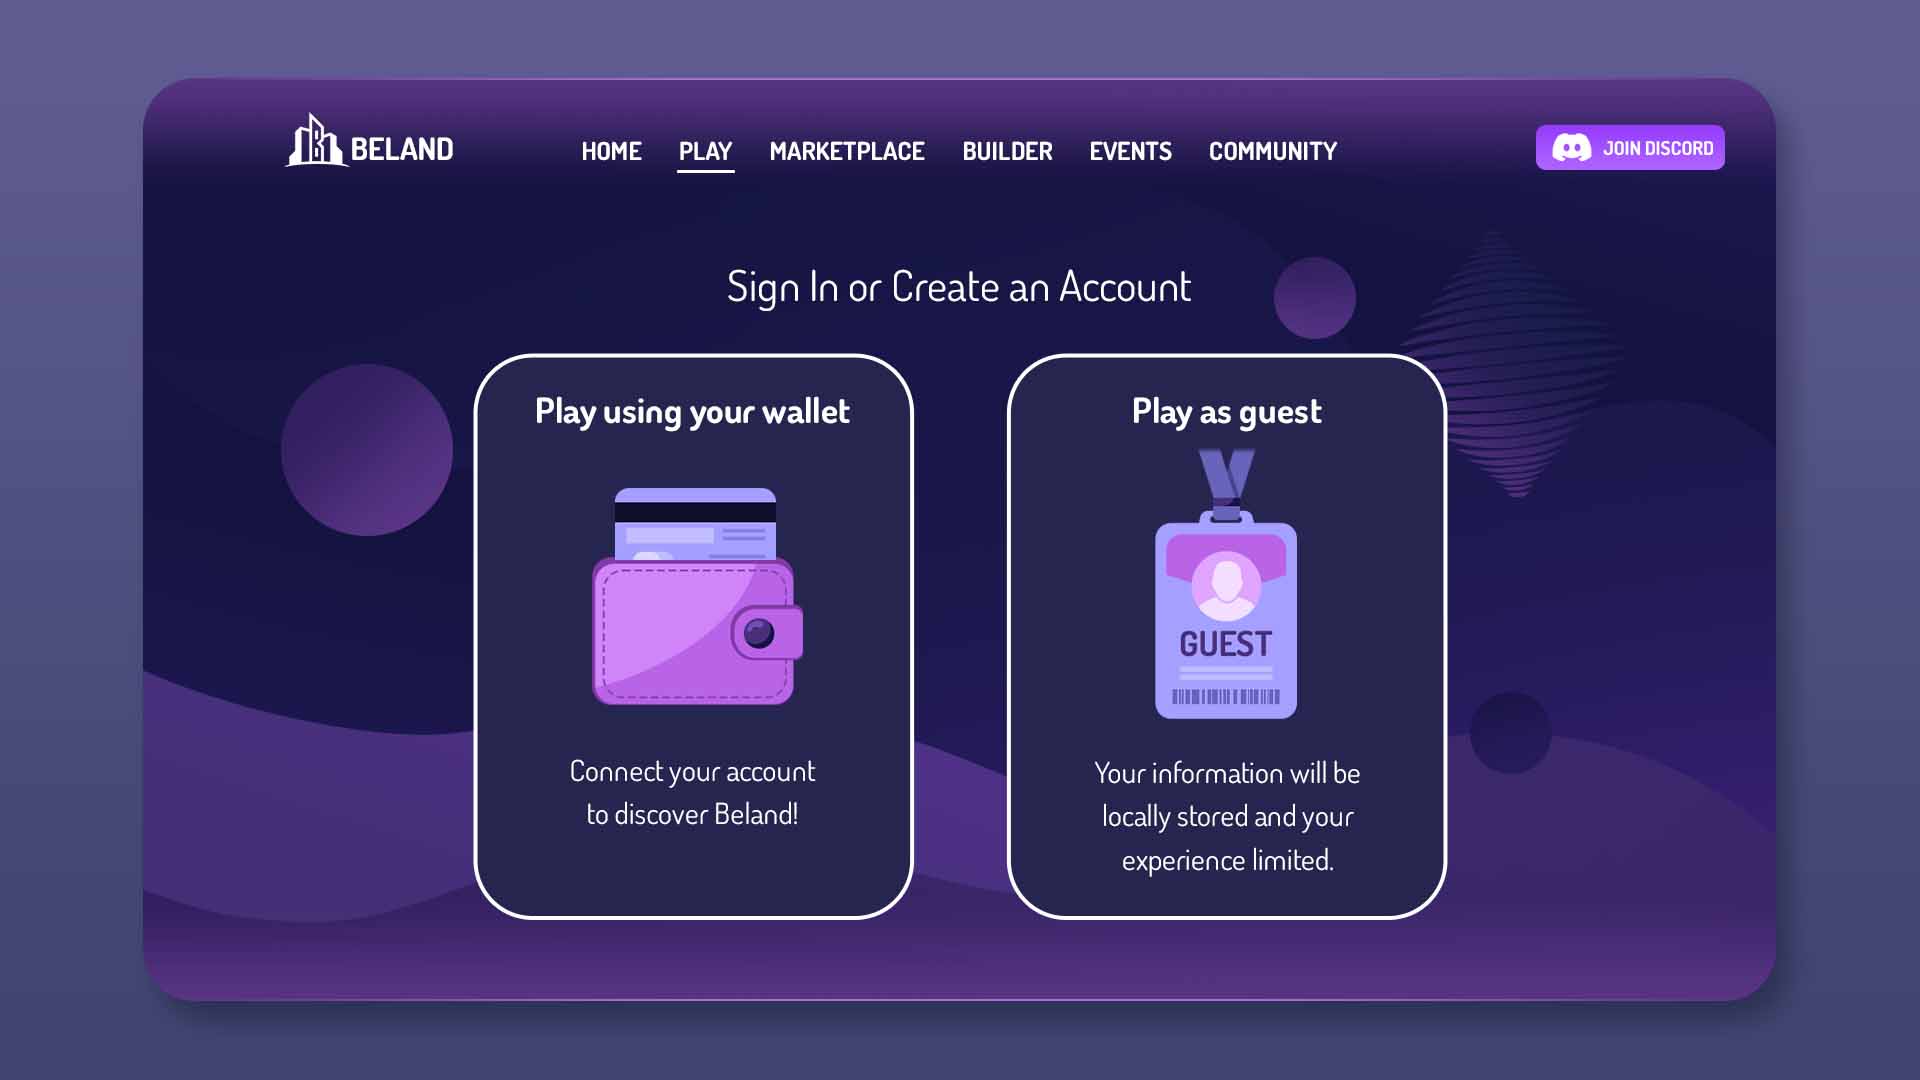 BELAND
HOME PLAY MARKETPLACE BUILDER EVENTS COMMUNITY
JOIN DISCORD
Sign In or Create an Account
Play using your wallet
Connect your account
to discover Beland!
Play as guest
GUEST
Your information will be
locally stored and your
experience limited.